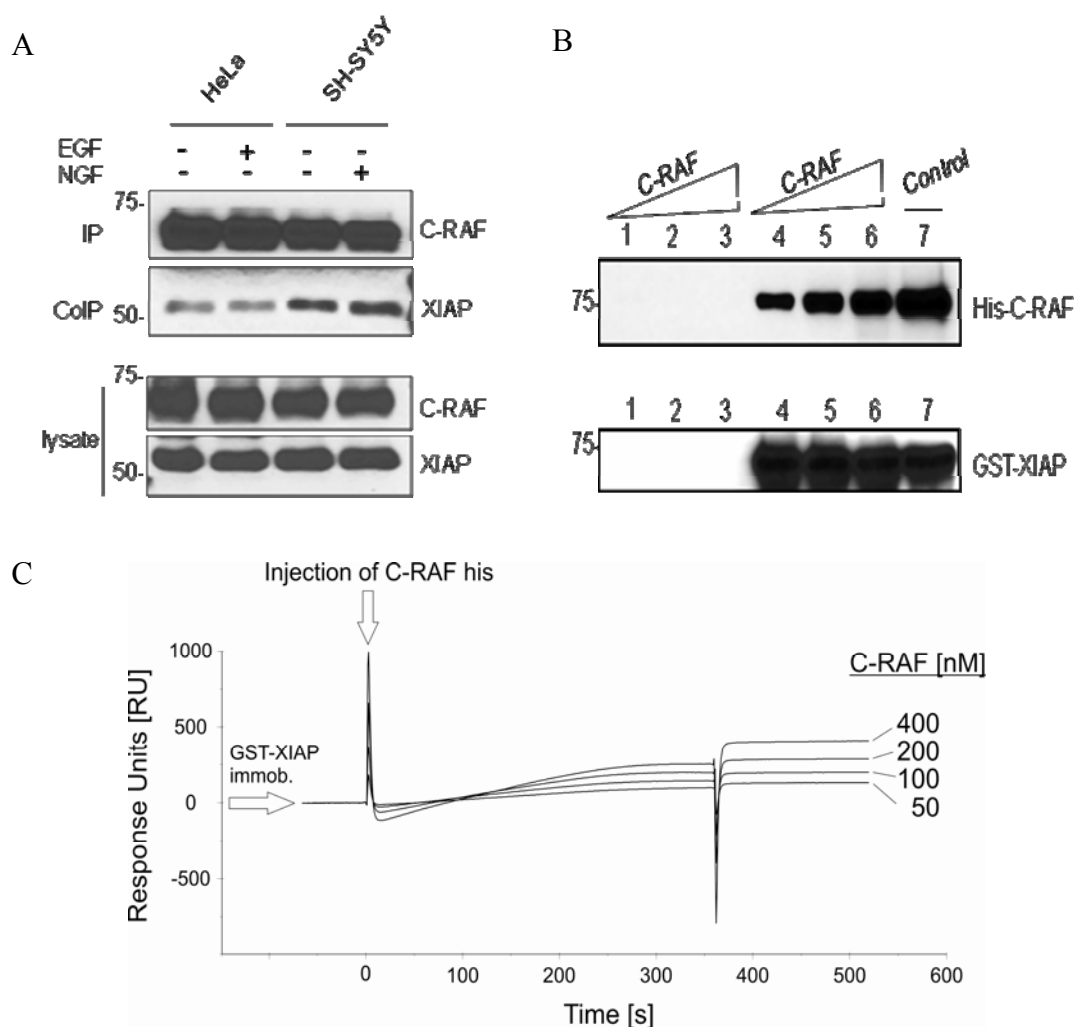 A
HeLa
SH-SY5Y
EGF - + - -
NGF - - - +
75-
IP
C-RAF
CoIP
50-
XIAP
75-
C-RAF
lysate
50-
XIAP
B
C-RAF
C-RAF
Control
1 2 3 4 5 6 7
75
His-C-RAF
1 2 3 4 5 6 7
75
GST-XIAP
C
Injection of C-RAF his
C-RAF [nM]
Response Units [RU]
1000
500
0
-500
GST-XIAP
immob.
400
200
100
50
0 100 200 300 400 500 600
Time [s]